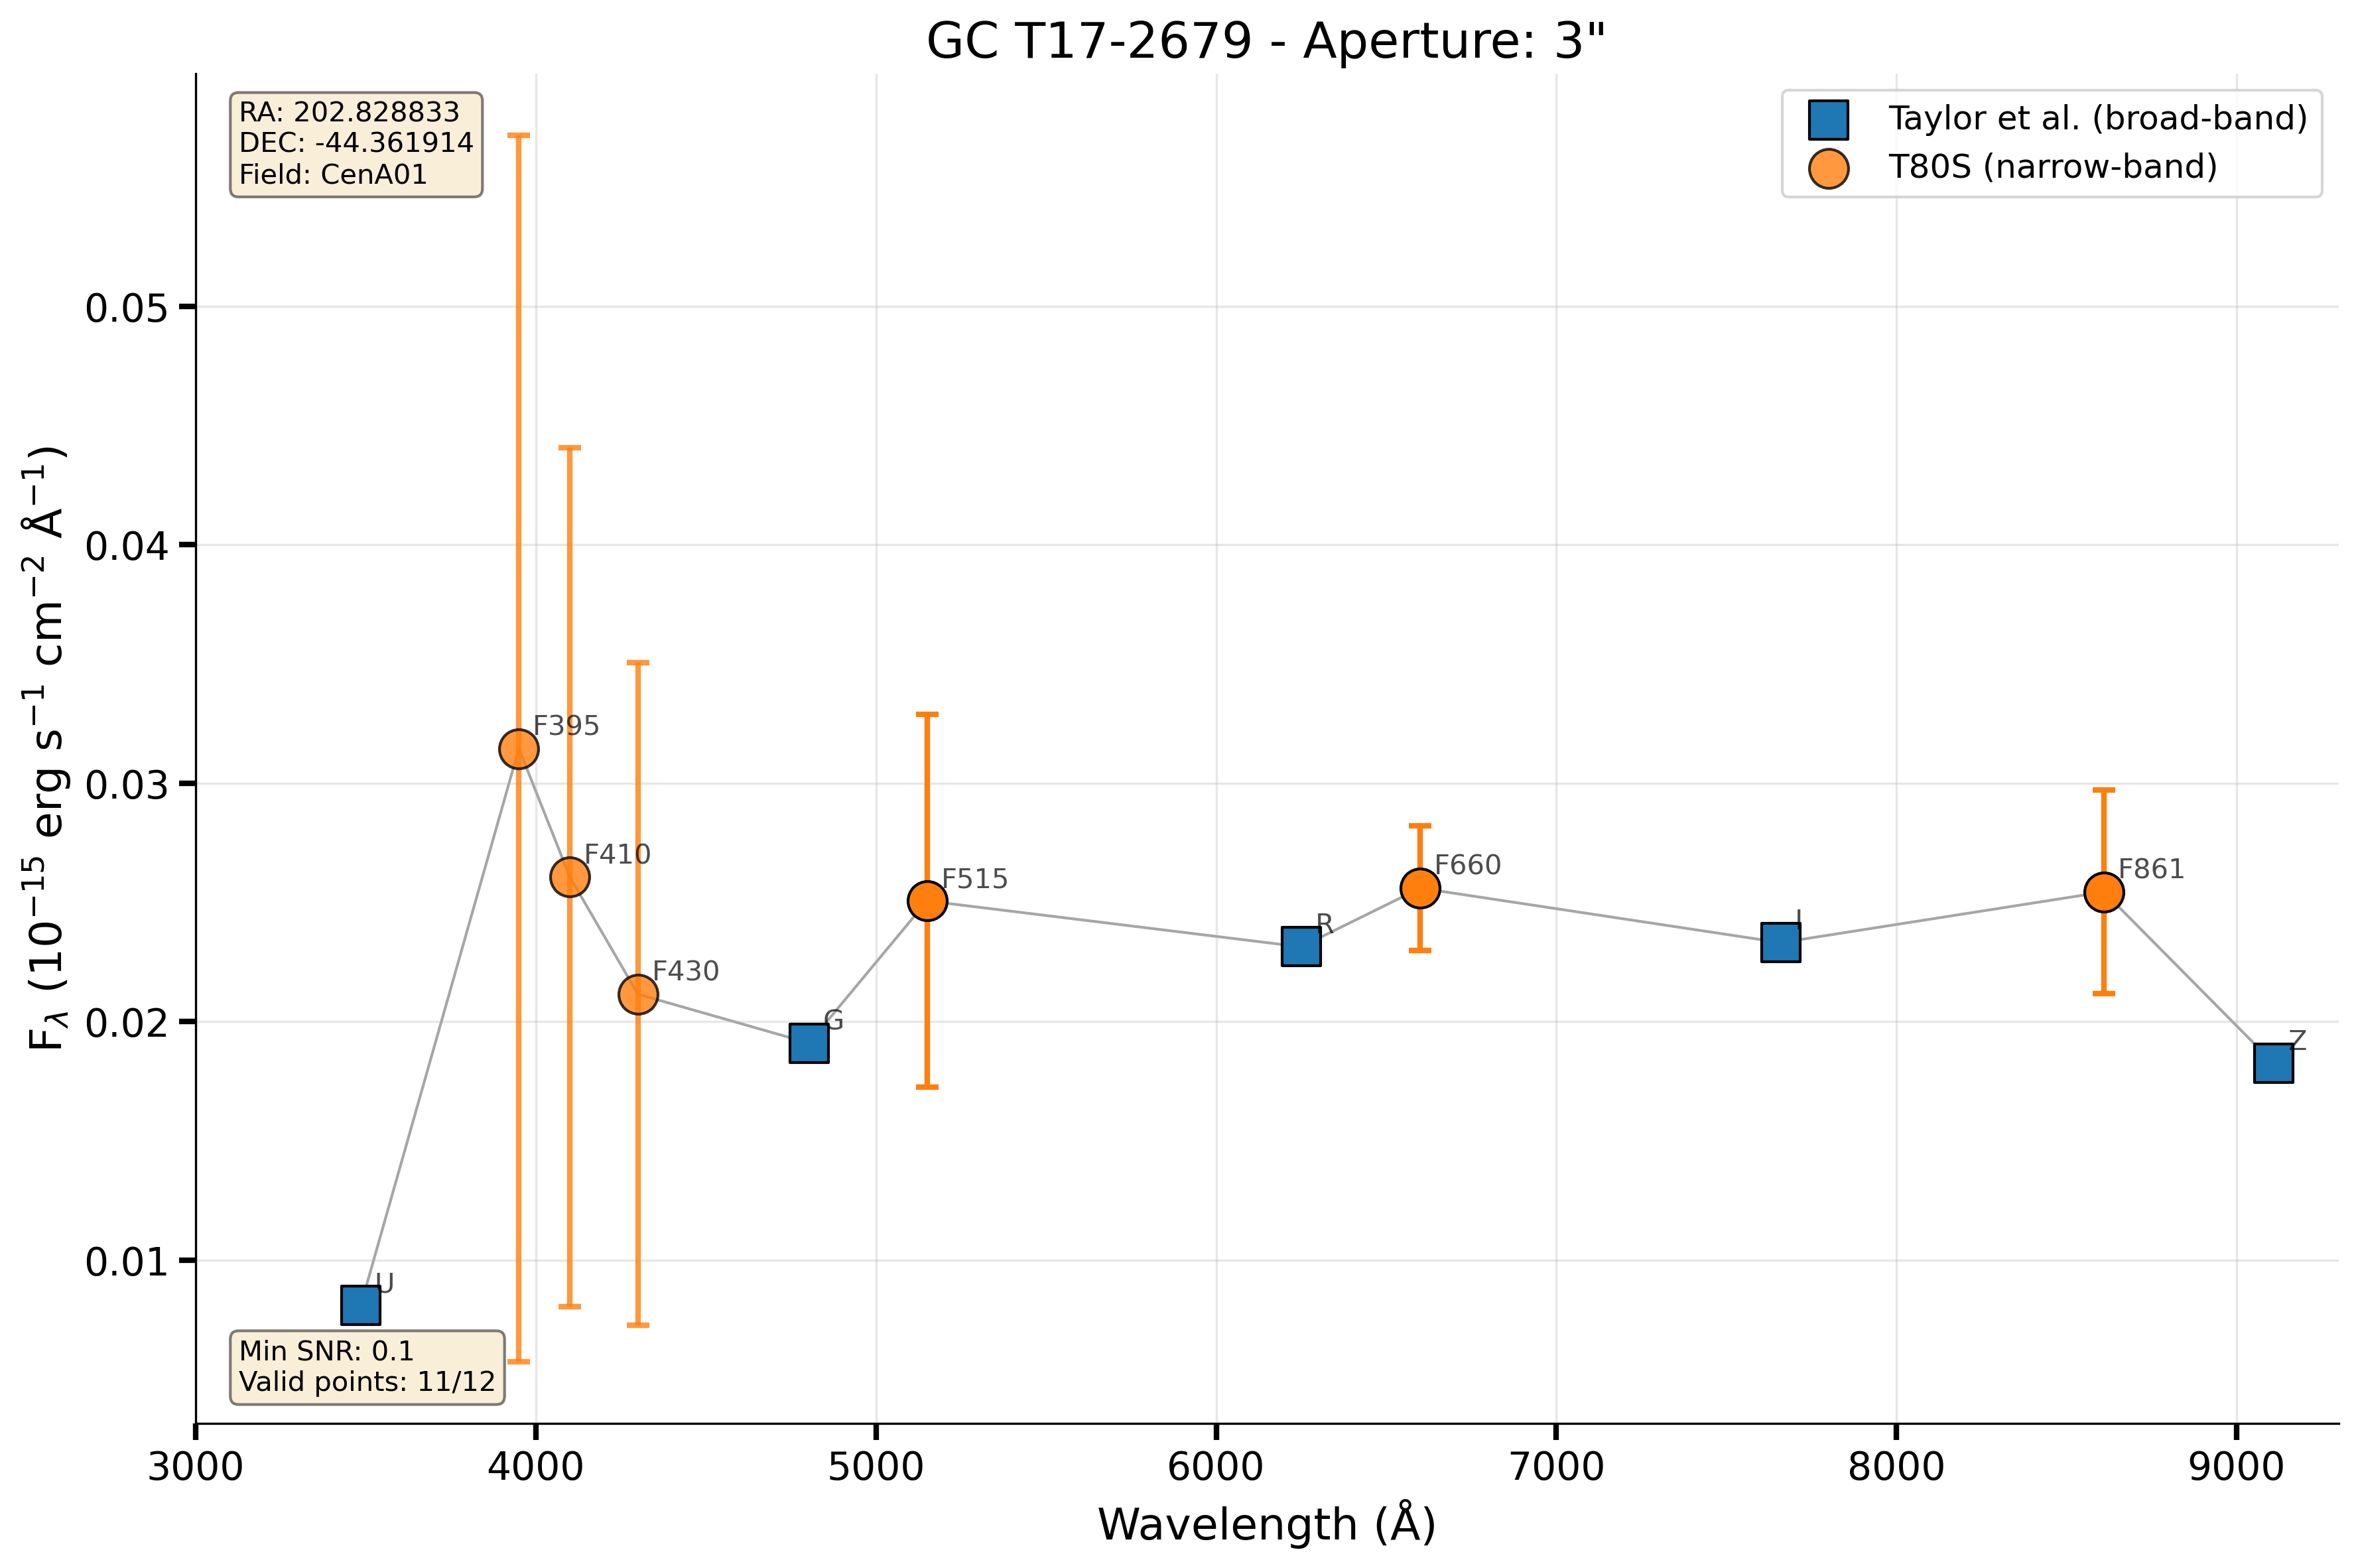 GC T17-2679 - Aperture: 3"
RA: 202.828833
DEC: -44.361914
Field: CenA01
Taylor et al. (broad-band)
T80S (narrow-band)
F$_\lambda$ (10$^{-15}$ erg s$^{-1}$ cm$^{-2}$ Å$^{-1}$)
0.05
0.04
0.03
0.02
0.01
U
F395
F410
F430
G
F515
R
F660
I
F861
Z
Min SNR: 0.1
Valid points: 11/12
3000 4000 5000 6000 7000 8000 9000
Wavelength (Å)